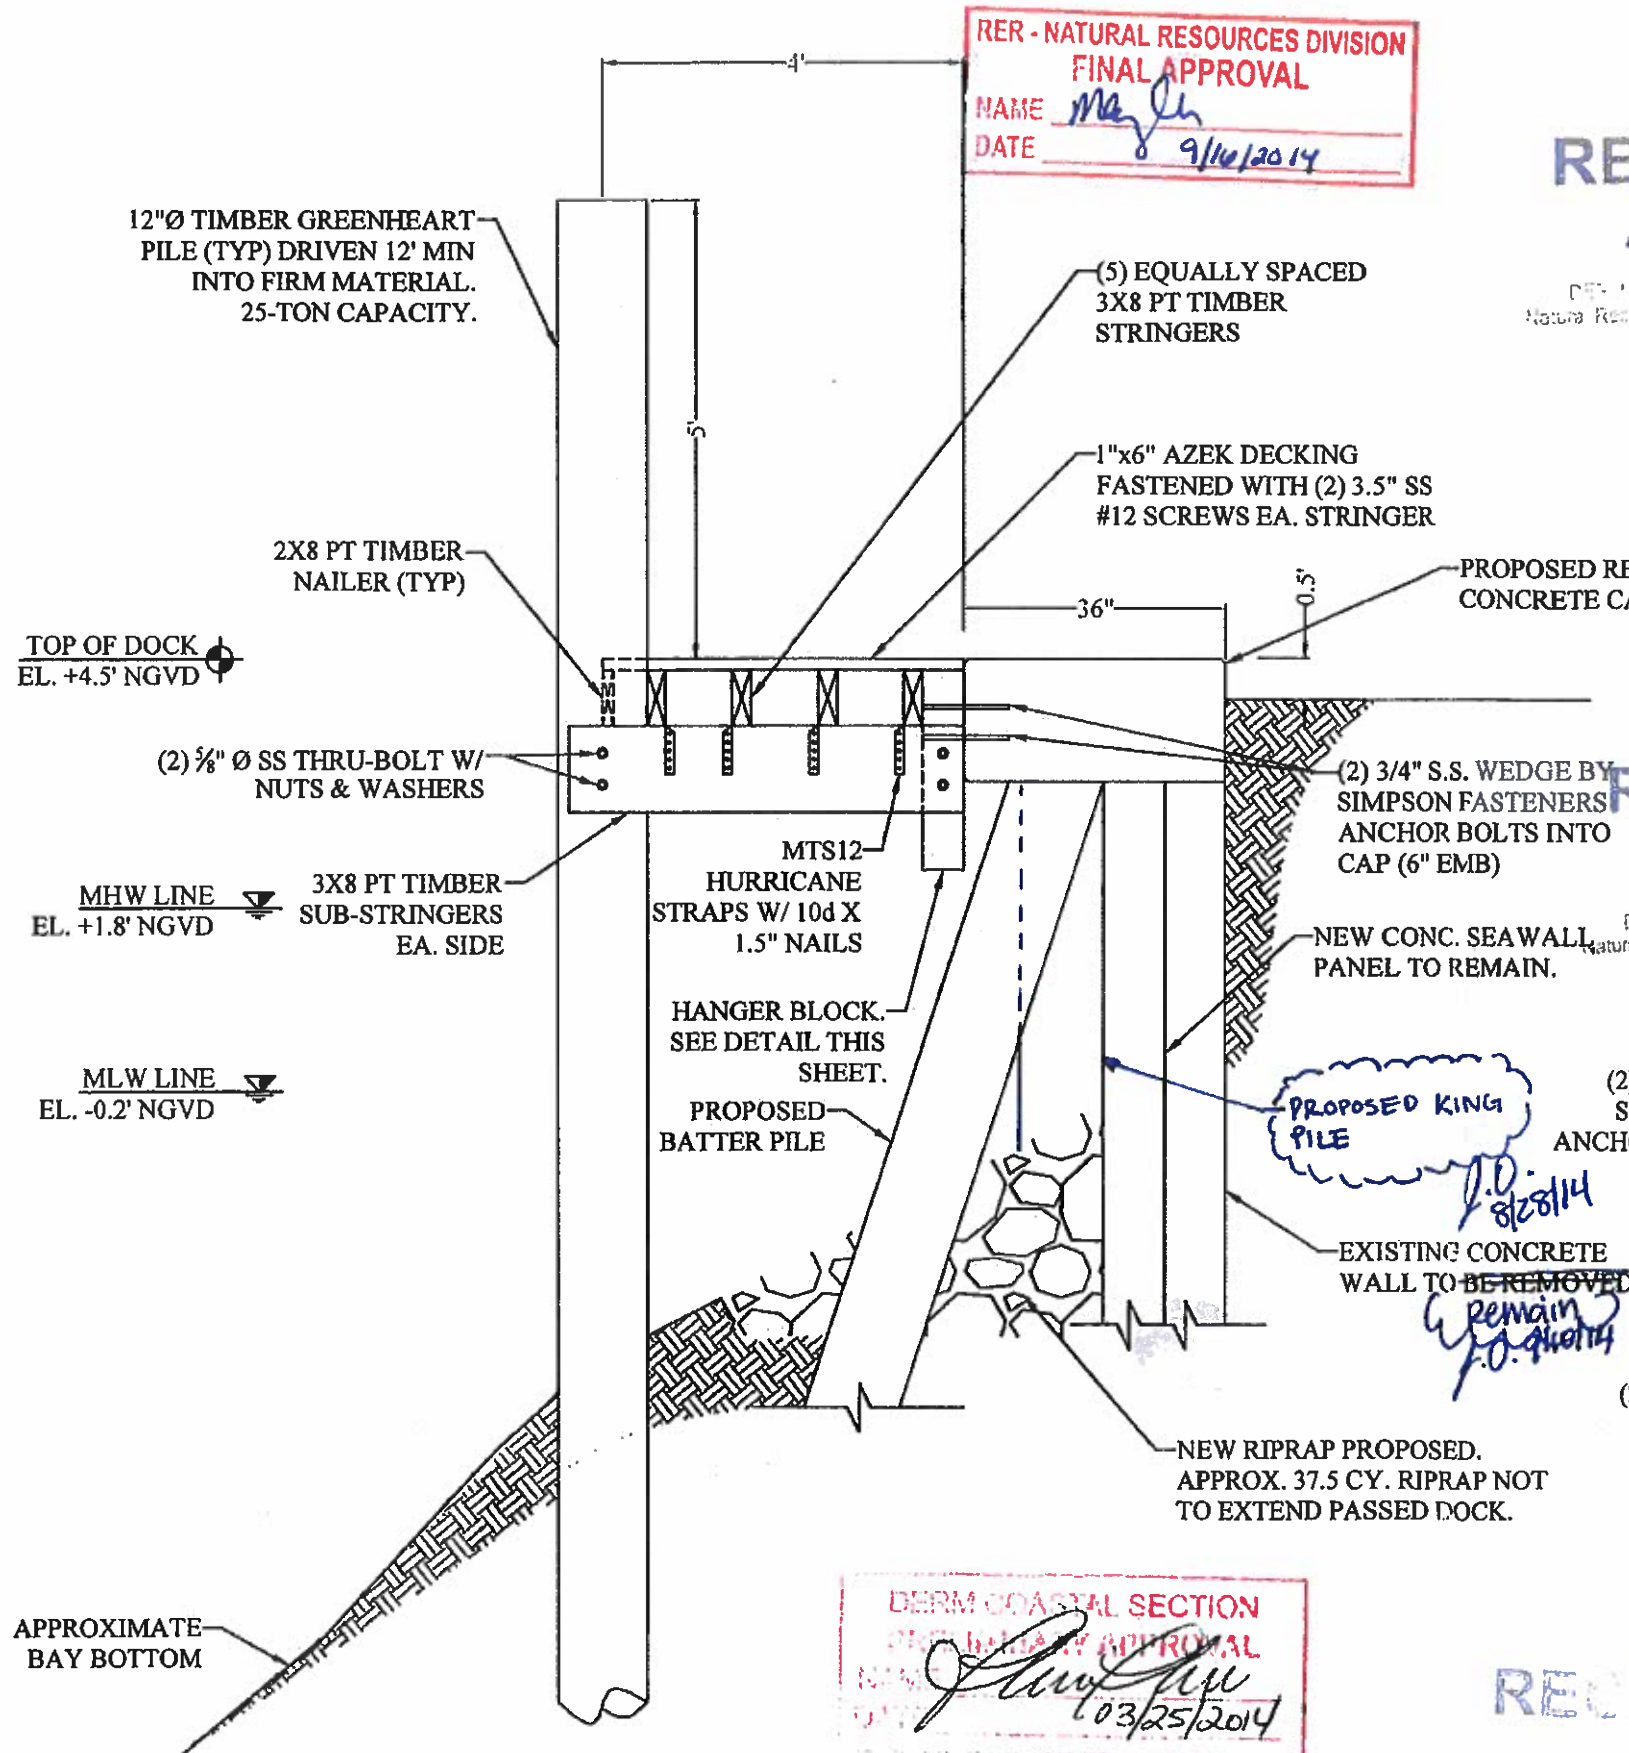 RER - NATURAL RESOURCES DIVISION
FINAL APPROVAL
NAME
DATE 9/16/2014
4'
12"Ø TIMBER GREENHEART
PILE (TYP) DRIVEN 12' MIN
INTO FIRM MATERIAL.
25-TON CAPACITY.
(5) EQUALLY SPACED
3X8 PT TIMBER
STRINGERS
5'
1"x6" AZEK DECKING
FASTENED WITH (2) 3.5" SS
#12 SCREWS EA. STRINGER
2X8 PT TIMBER
NAILER (TYP)
PROPOSED
CONCRETE
0.5'
36"
TOP OF DOCK
EL. +4.5' NGVD
(2) 5/8" Ø SS THRU-BOLT W/
NUTS & WASHERS
(2) 3/4" S.S. WEDGE BY
SIMPSON FASTENERS
ANCHOR BOLTS INTO
CAP (6" EMB)
MTS12
HURRICANE
STRAPS W/ 10d X
1.5" NAILS
3X8 PT TIMBER
SUB-STRINGERS
EA. SIDE
MHW LINE
EL. +1.8' NGVD
NEW CONC. SEAWALL
PANEL TO REMAIN.
HANGER BLOCK.
SEE DETAIL THIS
SHEET.
MLW LINE
EL. -0.2' NGVD
PROPOSED
BATTER PILE
PROPOSED KING
PILE
J.O.
8/28/14
EXISTING CONCRETE
WALL TO BE REMOVED
Remain
J.O.
NEW RIPRAP PROPOSED.
APPROX. 37.5 CY. RIPRAP NOT
TO EXTEND PASSED DOCK.
APPROXIMATE
BAY BOTTOM
DERM COASTAL SECTION
PRELIMINARY APPROVAL
03/25/2014